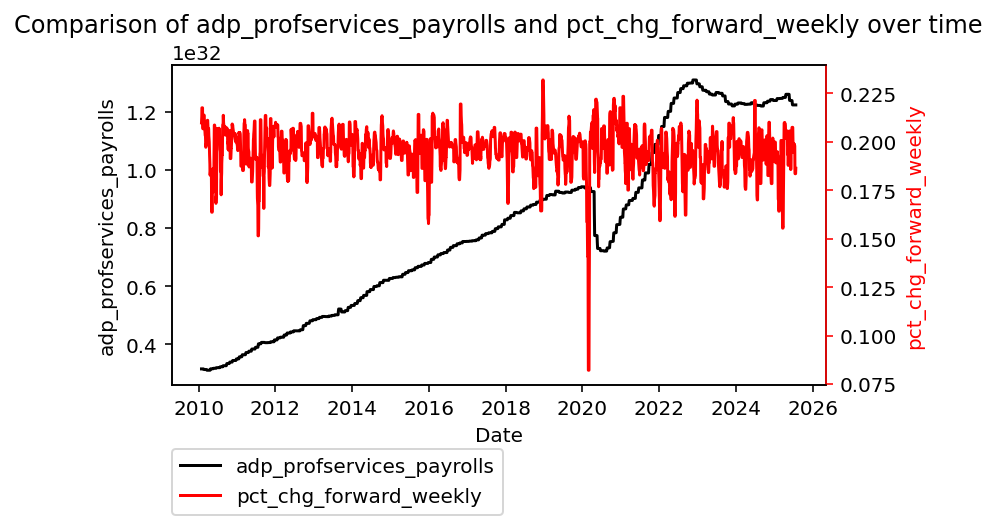 Comparison of adp_profservices_payrolls and pct_chg_forward_weekly over time
1e32
adp_profservices_payrolls
1.2
1.0
0.8
0.6
0.4
0.225
0.200
0.175
0.150
0.125
0.100
0.075
pct_chg_forward_weekly
2010 2012 2014 2016 2018 2020 2022 2024 2026
Date
adp_profservices_payrolls
pct_chg_forward_weekly